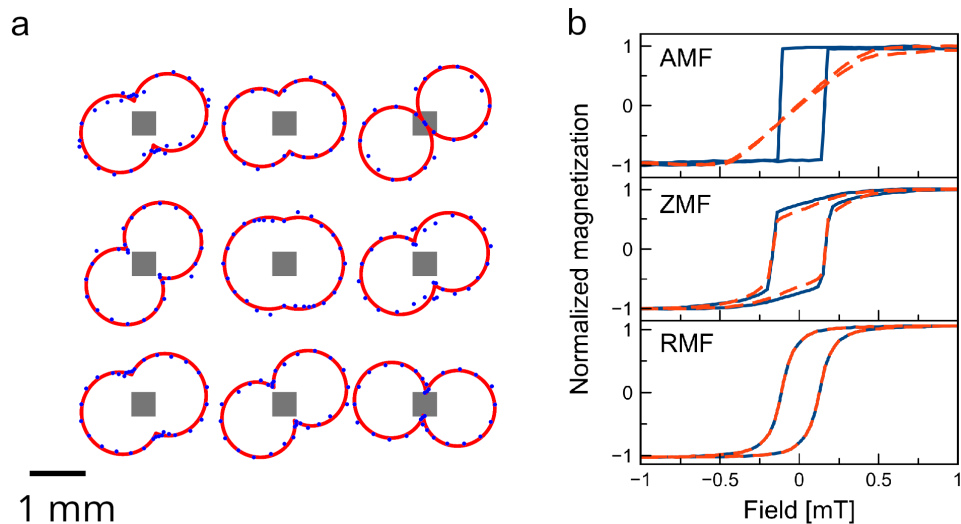 a
1 mm
b
Normalized magnetization
AMF
1
0
−1
ZMF
1
0
−1
RMF
1
0
−1
−1
−0.5
0
0.5
1
Field [mT]